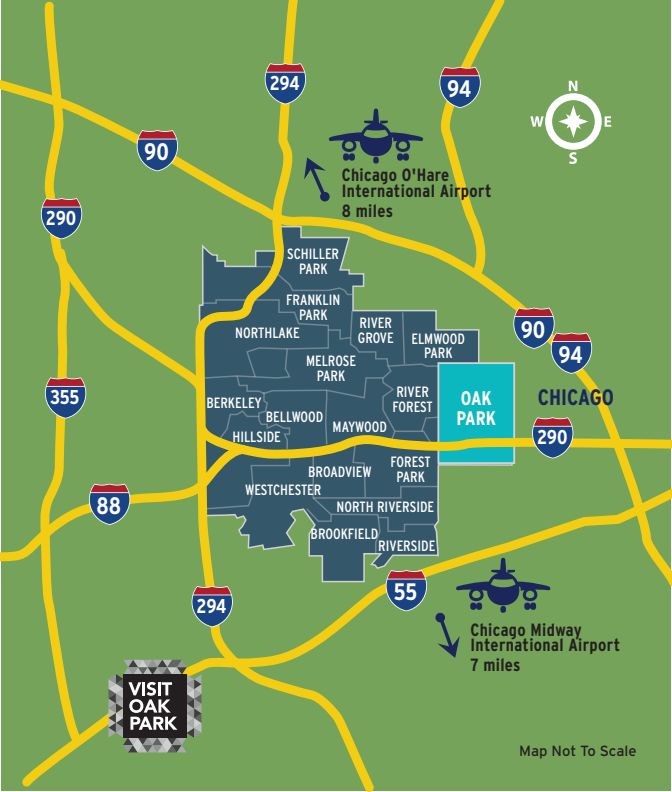 294
94
N
W E
S
90
Chicago O'Hare
International Airport
8 miles
290
SCHILLER
PARK
FRANKLIN
PARK
NORTHLAKE
RIVER
GROVE
ELMWOOD
PARK
90
94
MELROSE
PARK
355
BERKELEY
RIVER
FOREST
OAK
PARK
CHICAGO
BELLWOOD
MAYWOOD
HILLSIDE
290
BROADVIEW
FOREST
PARK
WESTCHESTER
88
NORTH RIVERSIDE
BROOKFIELD
RIVERSIDE
294
55
Chicago Midway
International Airport
7 miles
VISIT
OAK
PARK
Map Not To Scale